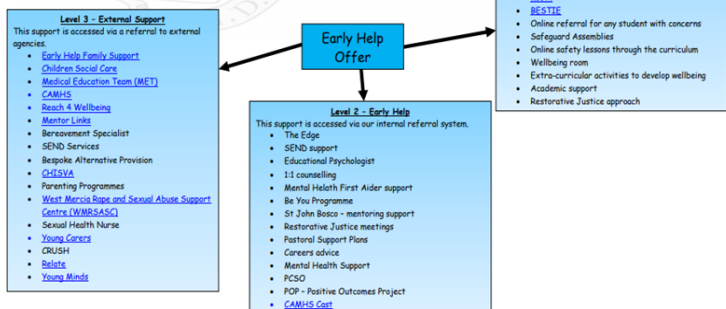 Level 3 – External Support
This support is accessed via a referral to external
agencies.
Early Help Family Support
Children Social Care
Medical Education Team (MET)
CAMHS
Reach 4 Wellbeing
Mentor Links
Bereavement Specialist
SEND Services
Bespoke Alternative Provision
CHISVA
Parenting Programmes
West Mercia Rape and Sexual Abuse Support
Centre (WMRSASC)
Sexual Health Nurse
Young Carers
CRUSH
Relate
Young Minds
Early Help
Offer
Level 2 – Early Help
This support is accessed via our internal referral system.
The Edge
SEND support
Educational Psychologist
1:1 counselling
Mental Helath First Aider support
Be You Programme
St John Bosco – mentoring support
Restorative Justice meetings
Pastoral Support Plans
Careers advice
Mental Health Support
PCSO
POP – Positive Outcomes Project
CAMHS Cast
BESTIE
Online referral for any student with concerns
Safeguard Assemblies
Online safety lessons through the curriculum
Wellbeing room
Extra-curricular activities to develop wellbeing
Academic support
Restorative Justice approach